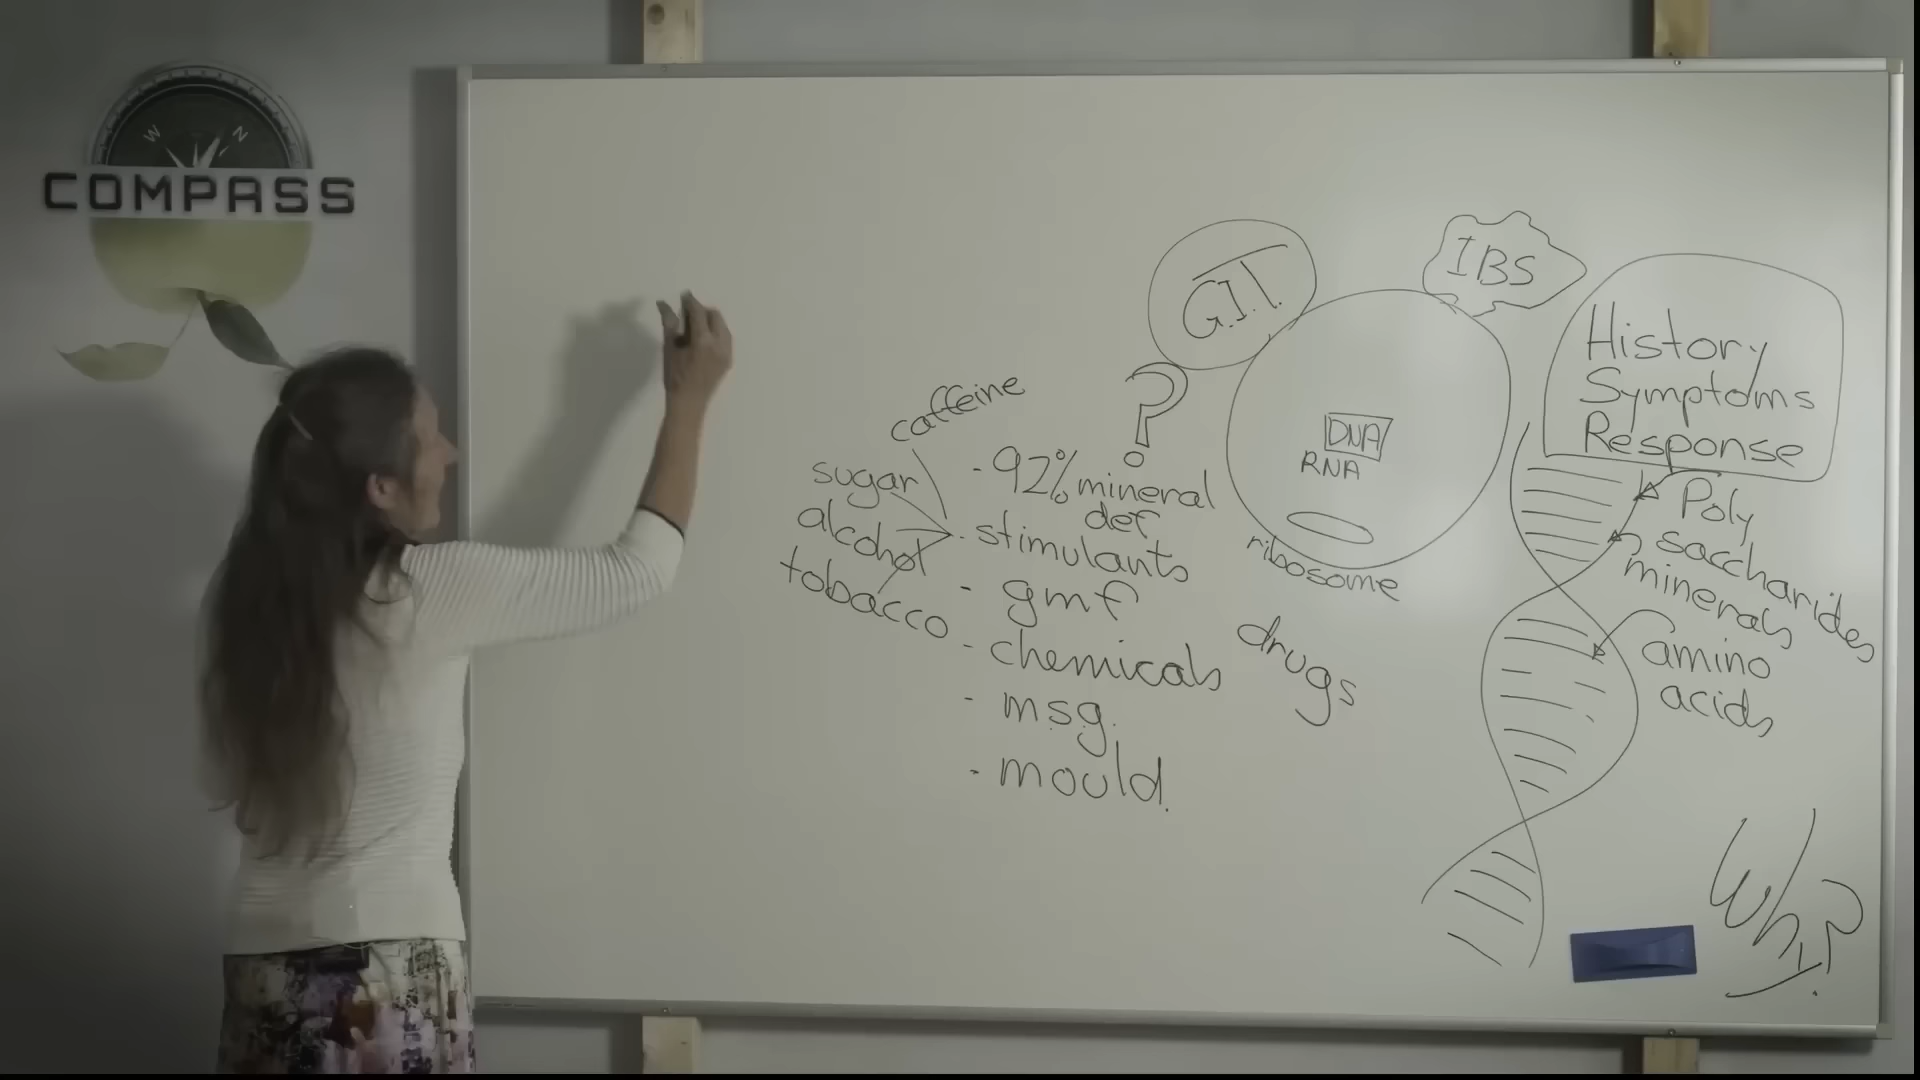 W N
COMPASS
G.I.T.
IBS
History
Symptoms
Response
?
caffeine
sugar
alcohol
tobacco
- 92% mineral
def
- stimulants
- gmf
- chemicals
- msg.
- mould.
drugs
DNA
RNA
ribosome
Poly
saccharides
minerals
amino
acids